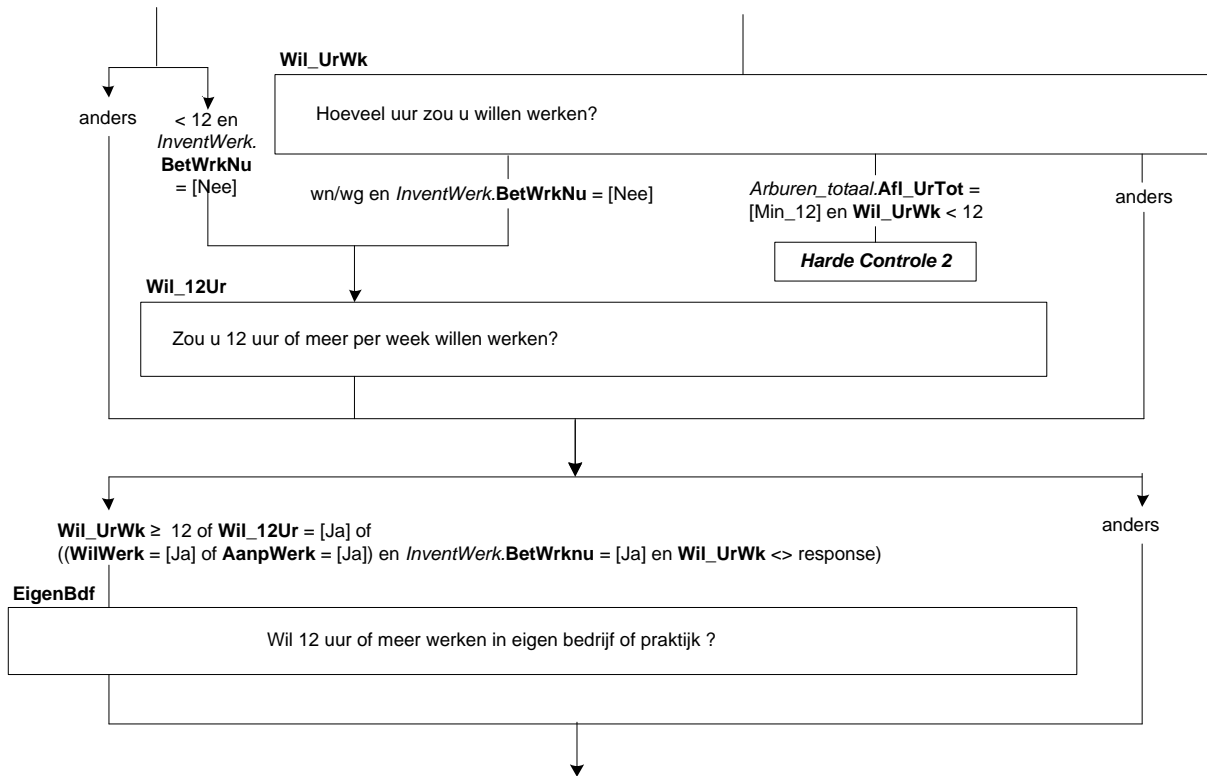 Wil_UrWk
Hoeveel uur zou u willen werken?
anders
< 12 en
InventWerk.
BetWrkNu
= [Nee]
wn/wg en InventWerk.BetWrkNu = [Nee]
Arburen_totaal.Afl_UrTot =
[Min_12] en Wil_UrWk < 12
anders
Harde Controle 2
Wil_12Ur
Zou u 12 uur of meer per week willen werken?
Wil_UrWk ≥ 12 of Wil_12Ur = [Ja] of
((WilWerk = [Ja] of AanpWerk = [Ja]) en InventWerk.BetWrknu = [Ja] en Wil_UrWk <> response)
anders
EigenBdf
Wil 12 uur of meer werken in eigen bedrijf of praktijk ?